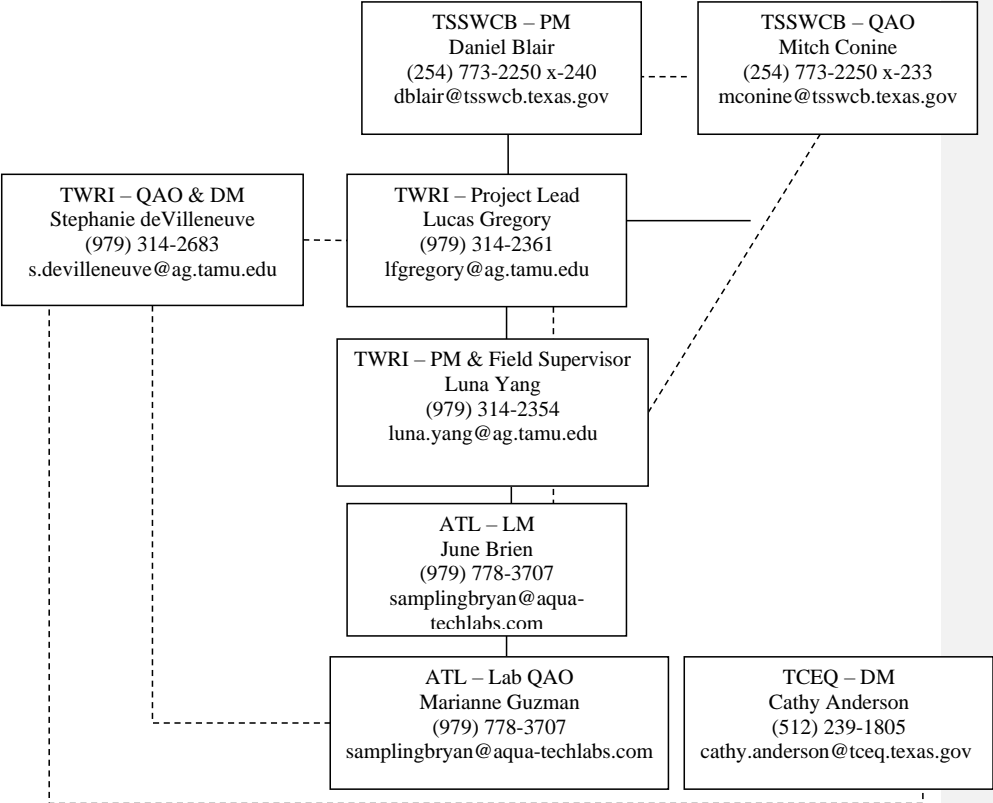 TSSWCB – PM
Daniel Blair
(254) 773-2250 x-240
dblair@tsswcb.texas.gov
TSSWCB – QAO
Mitch Conine
(254) 773-2250 x-233
mconine@tsswcb.texas.gov
TWRI – QAO & DM
Stephanie deVilleneuve
(979) 314-2683
s.devilleneuve@ag.tamu.edu
TWRI – Project Lead
Lucas Gregory
(979) 314-2361
lfgregory@ag.tamu.edu
TWRI – PM & Field Supervisor
Luna Yang
(979) 314-2354
luna.yang@ag.tamu.edu
ATL – LM
June Brien
(979) 778-3707
samplingbryan@aqua-
techlabs.com
ATL – Lab QAO
Marianne Guzman
(979) 778-3707
samplingbryan@aqua-techlabs.com
TCEQ – DM
Cathy Anderson
(512) 239-1805
cathy.anderson@tceq.texas.gov